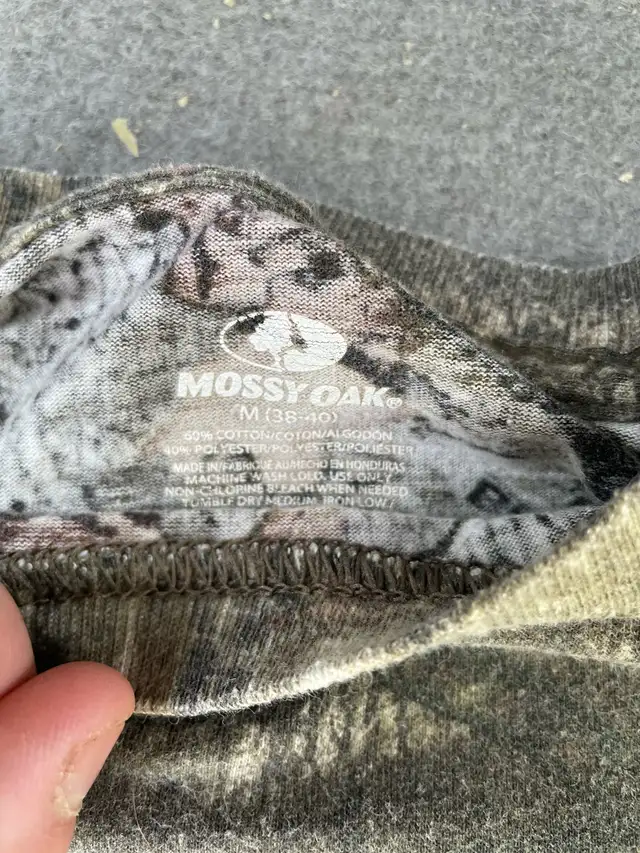 MOSSY OAK®
M (38-40)
60% COTTON/COTON/ALGODON
40% POLYESTER/POLYESTER/POLIESTER
MADE IN/FABRIQUE AU/HECHO EN HONDURAS
MACHINE WASH COLD. USE ONLY
NON-CHLORINE BLEACH WHEN NEEDED
TUMBLE DRY MEDIUM. IRON LOW/